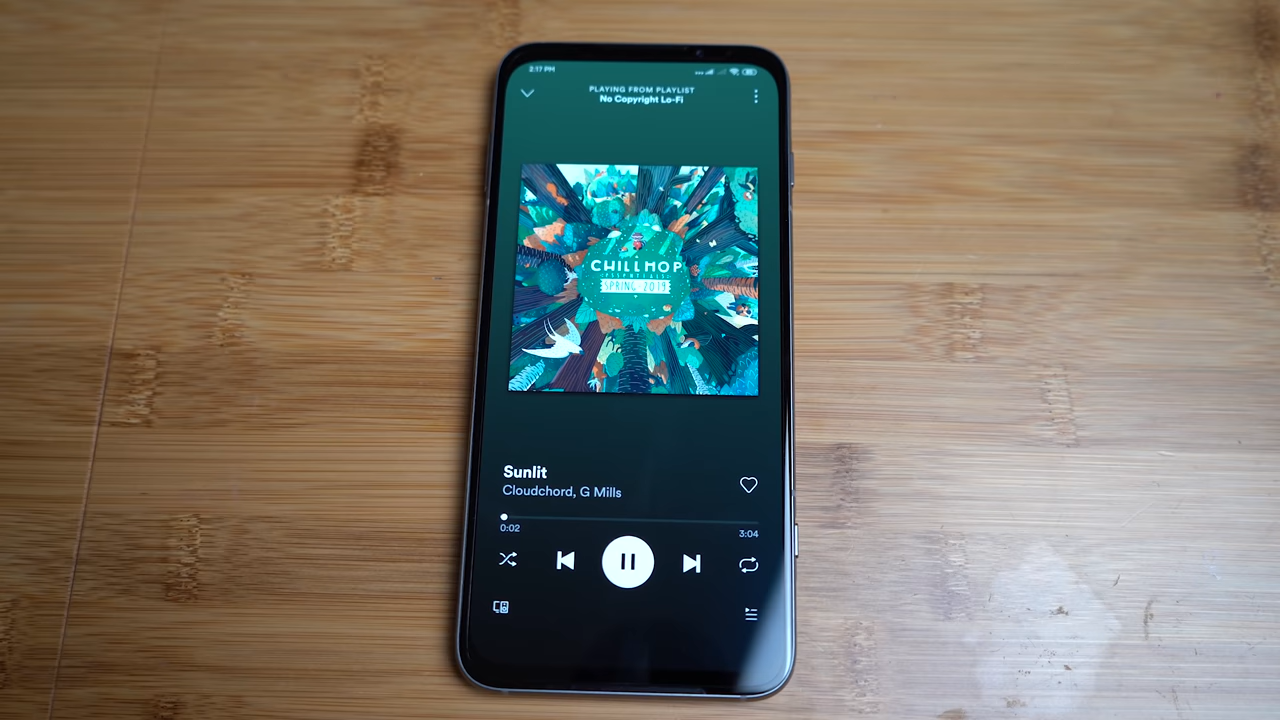 2:17 PM
PLAYING FROM PLAYLIST
No Copyright Lo-Fi
CHILLHOP
ESSENTIALS
SPRING 2019
Sunlit
Cloudchord, G Mills
0:02
3:04